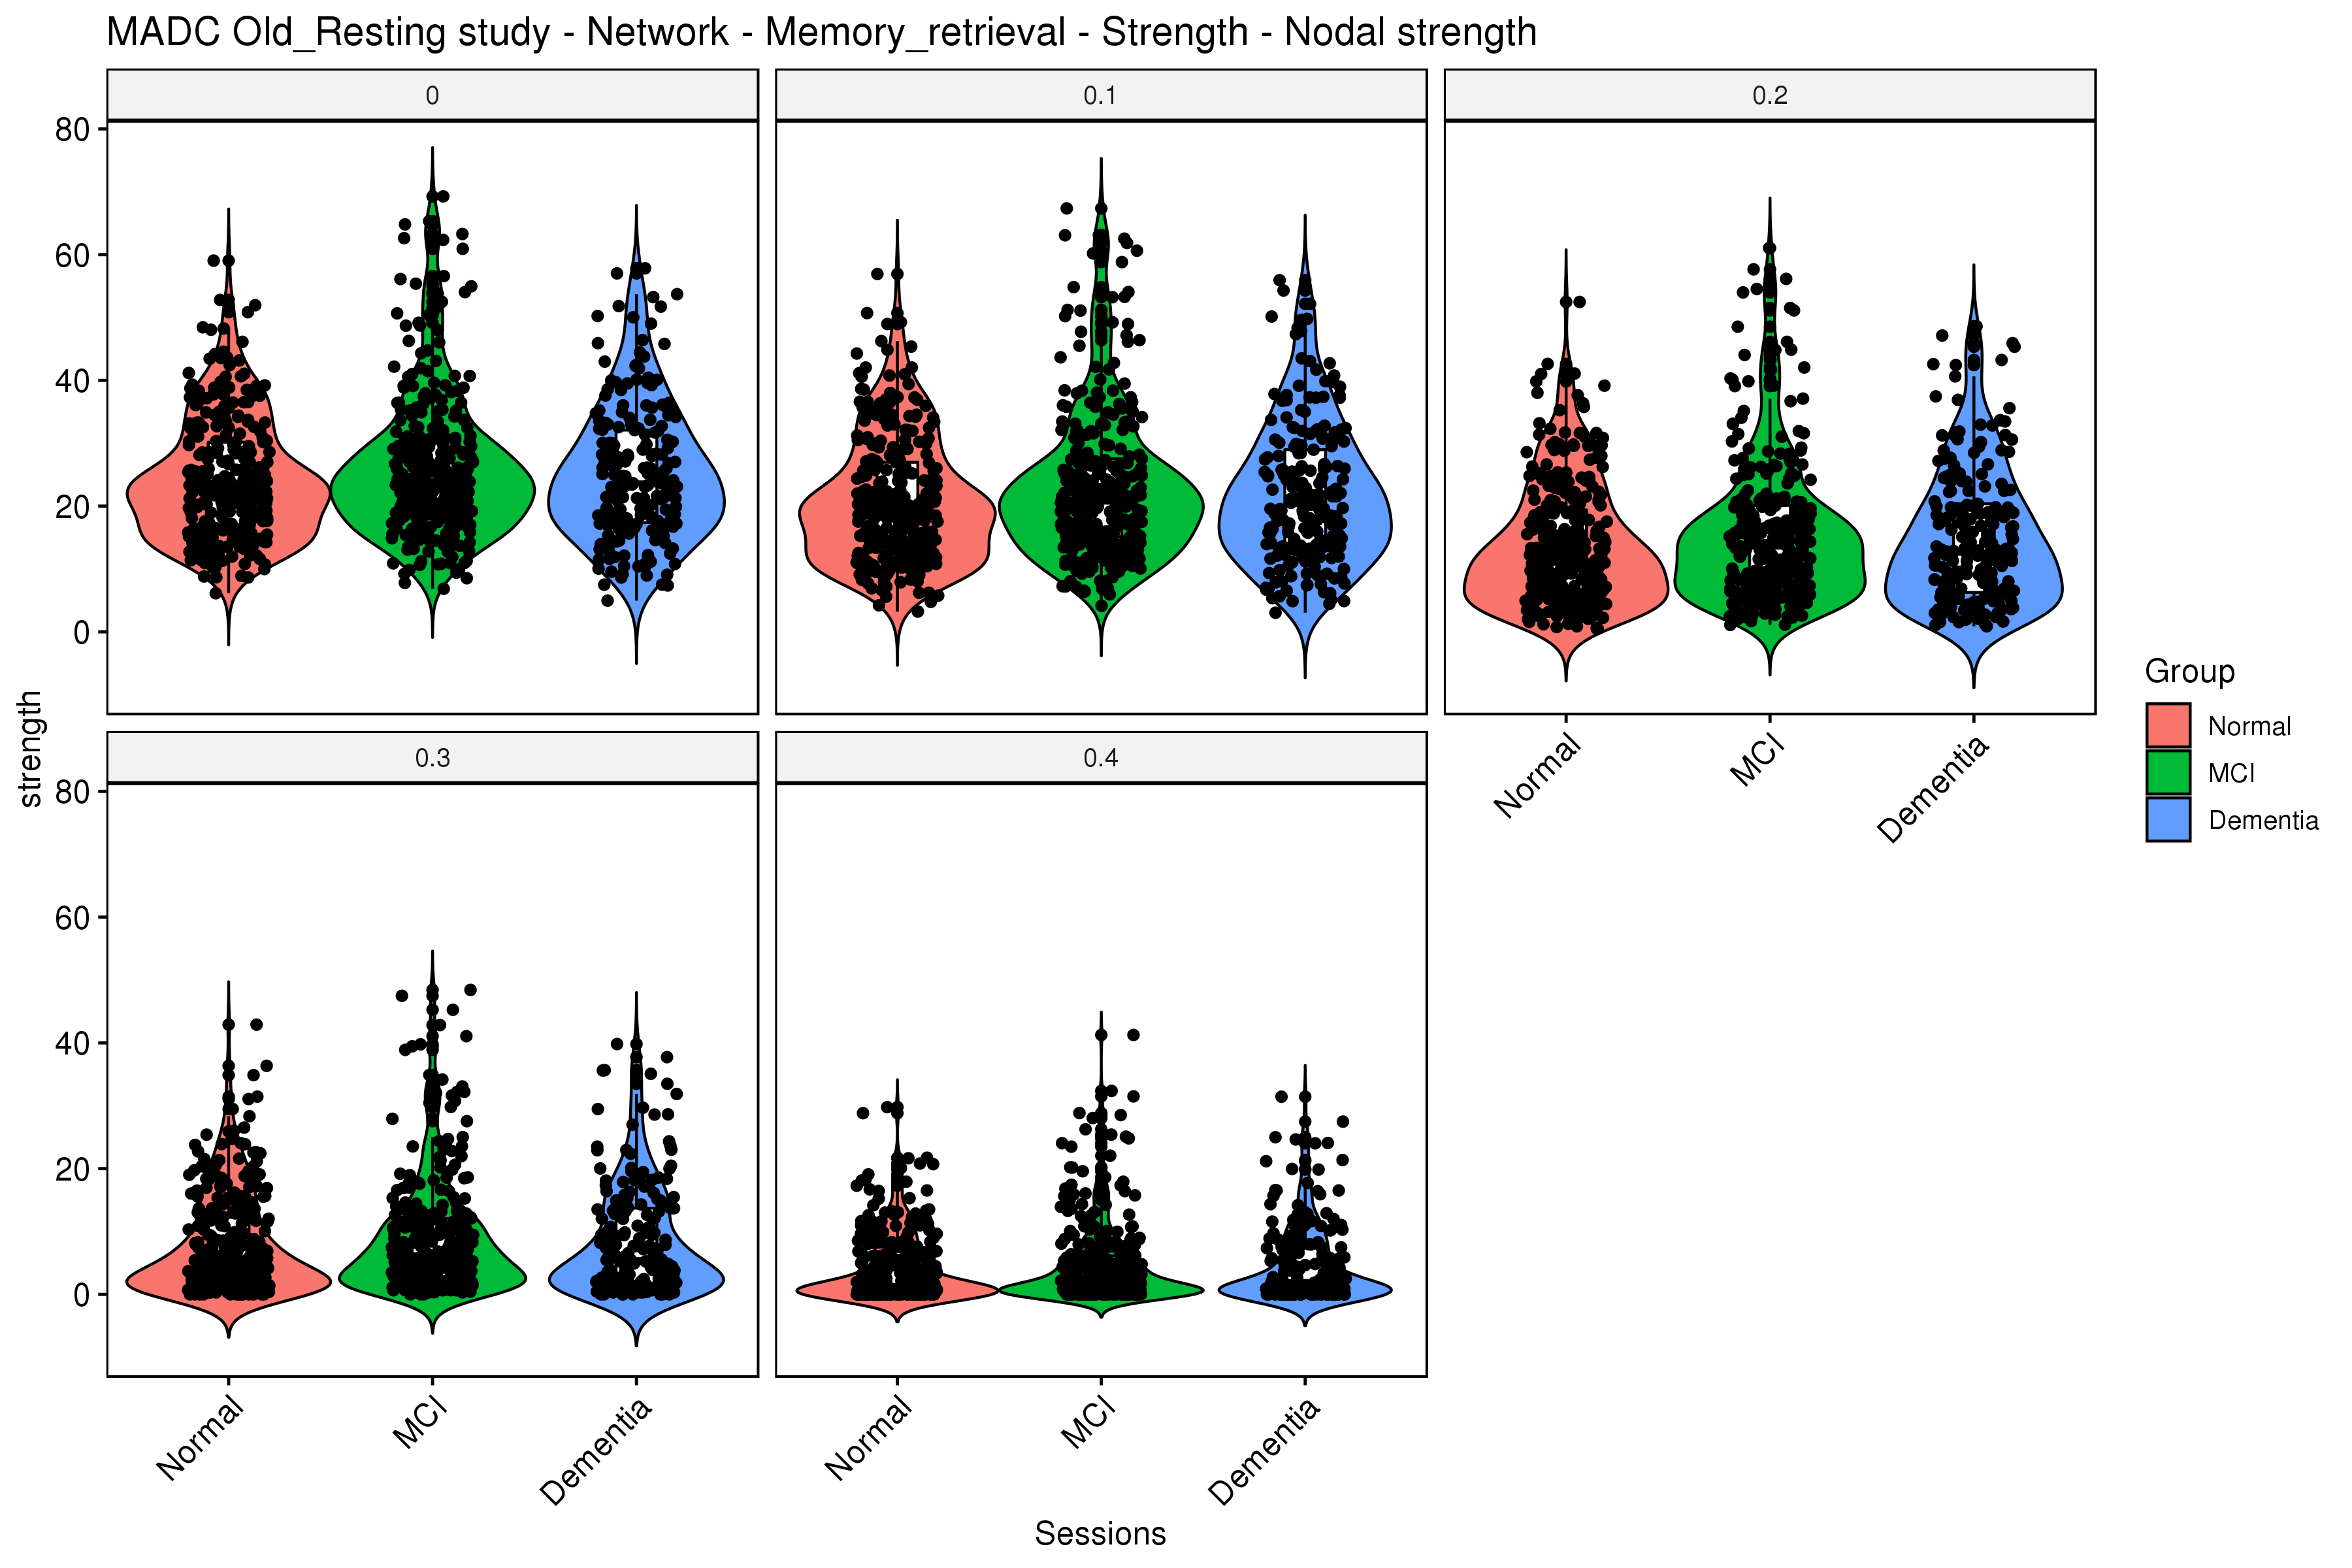 MADC Old_Resting study - Network - Memory_retrieval - Strength - Nodal strength
0
0.1
0.2
80
60
40
20
0
strength
Normal
MCI
Dementia
Group
Normal
MCI
Dementia
0.3
0.4
80
60
40
20
0
Normal
MCI
Dementia
Normal
MCI
Dementia
Sessions